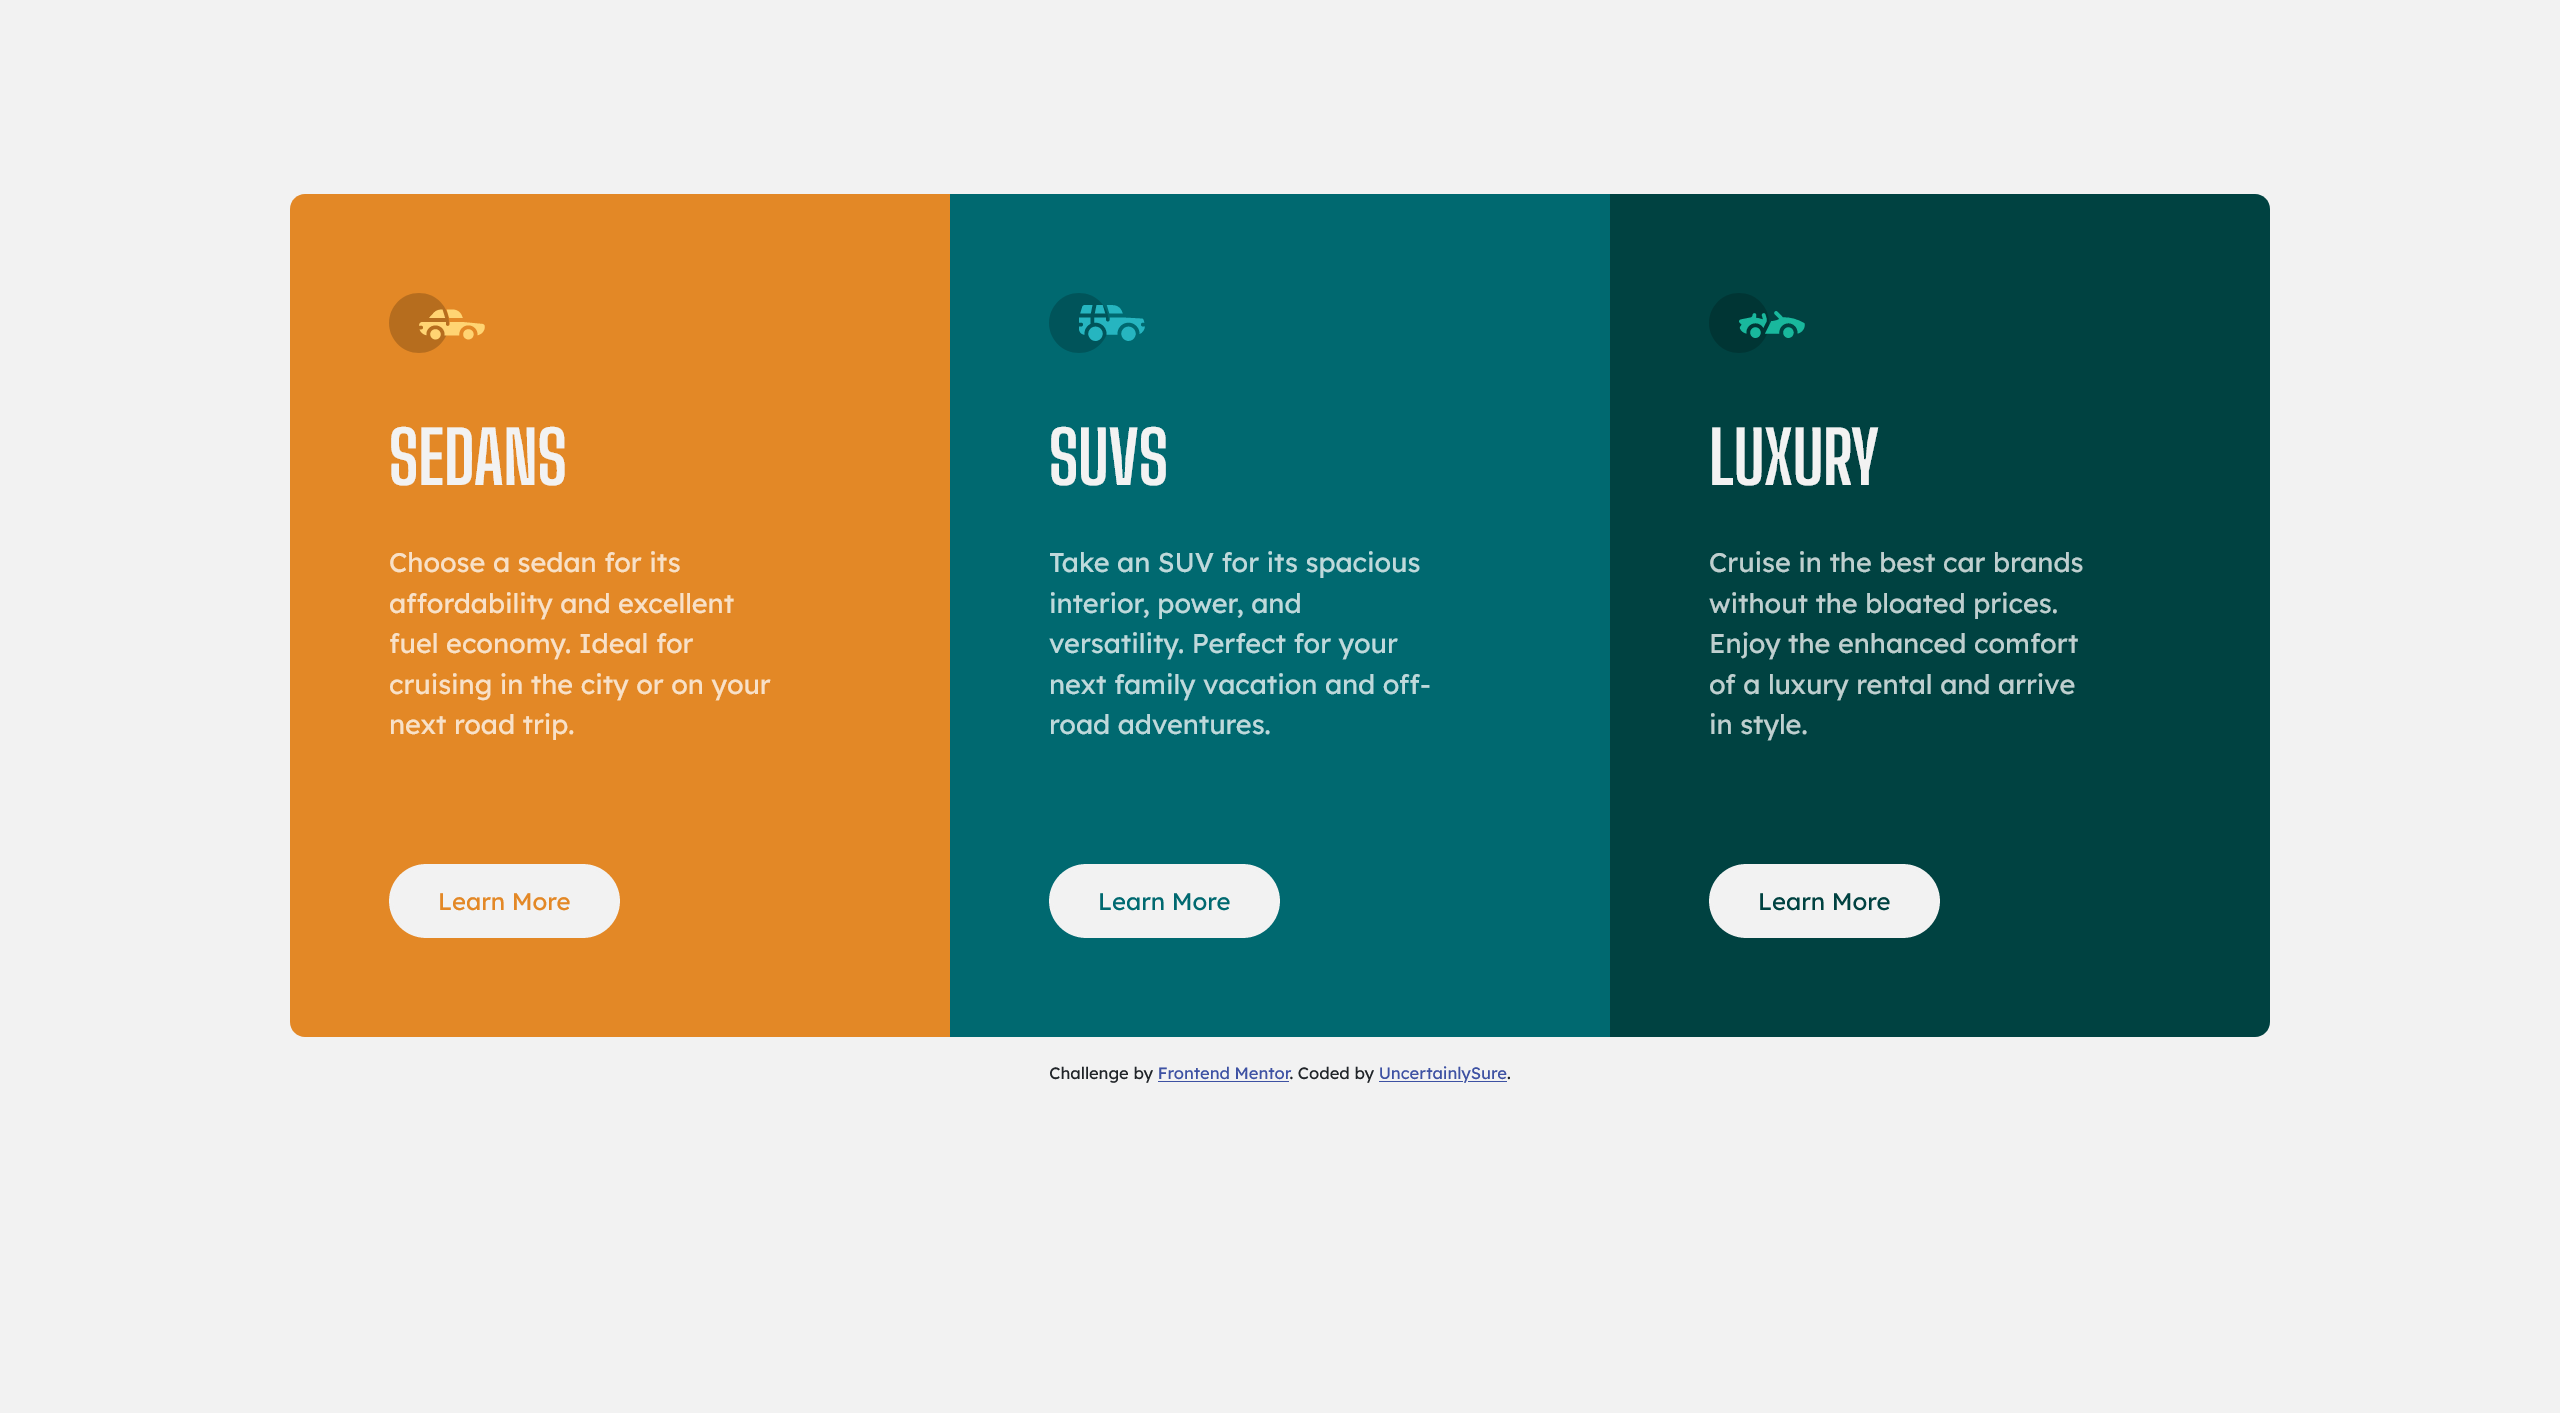 SEDANS
Choose a sedan for its
affordability and excellent
fuel economy. Ideal for
cruising in the city or on your
next road trip.
Learn More
SUVS
Take an SUV for its spacious
interior, power, and
versatility. Perfect for your
next family vacation and off-
road adventures.
Learn More
LUXURY
Cruise in the best car brands
without the bloated prices.
Enjoy the enhanced comfort
of a luxury rental and arrive
in style.
Learn More
Challenge by Frontend Mentor. Coded by UncertainlySure.